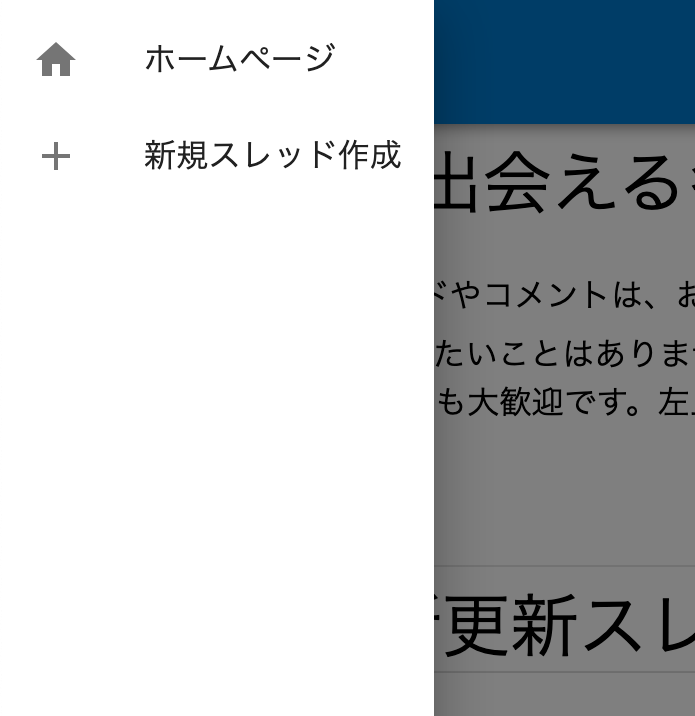 ホームページ
新規スレッド作成
出会える
ドやコメントは、お
たいことはありませ
も大歓迎です。左上
新更新スレ